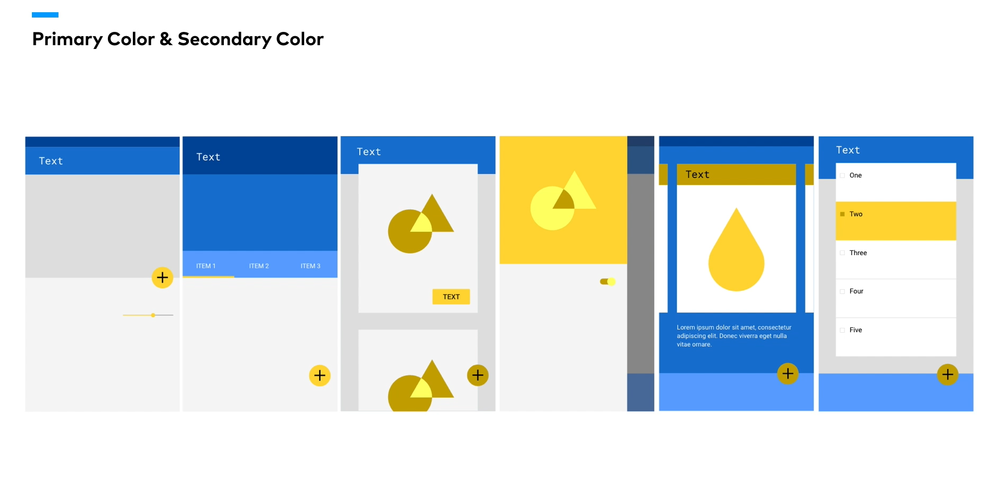 Primary Color & Secondary Color
Text
Text
ITEM 1
ITEM 2
ITEM 3
Text
TEXT
Text
Lorem ipsum dolor sit amet, consectetur
adipiscing elit. Donec viverra eget nulla
vitae ornare.
Text
One
Two
Three
Four
Five